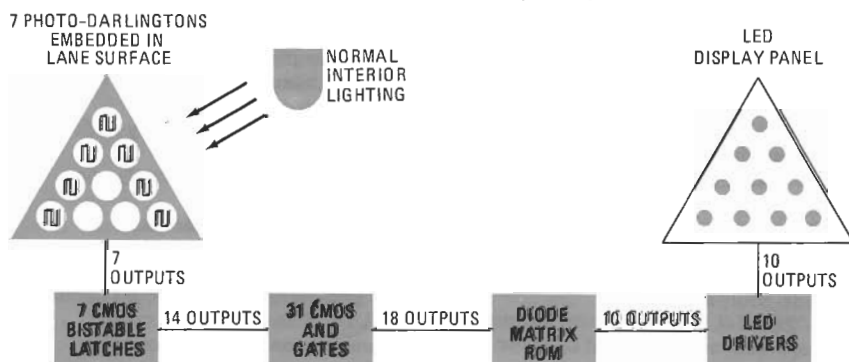 7 PHOTO-DARLINGTONS
EMBEDDED IN
LANE SURFACE
NORMAL
INTERIOR
LIGHTING
LED
DISPLAY PANEL
7
OUTPUTS
10
OUTPUTS
7 CMOS
BISTABLE
LATCHES
14 OUTPUTS
31 CMOS
AND
GATES
18 OUTPUTS
DIODE
MATRIX
ROM
10 OUTPUTS
LED
DRIVERS